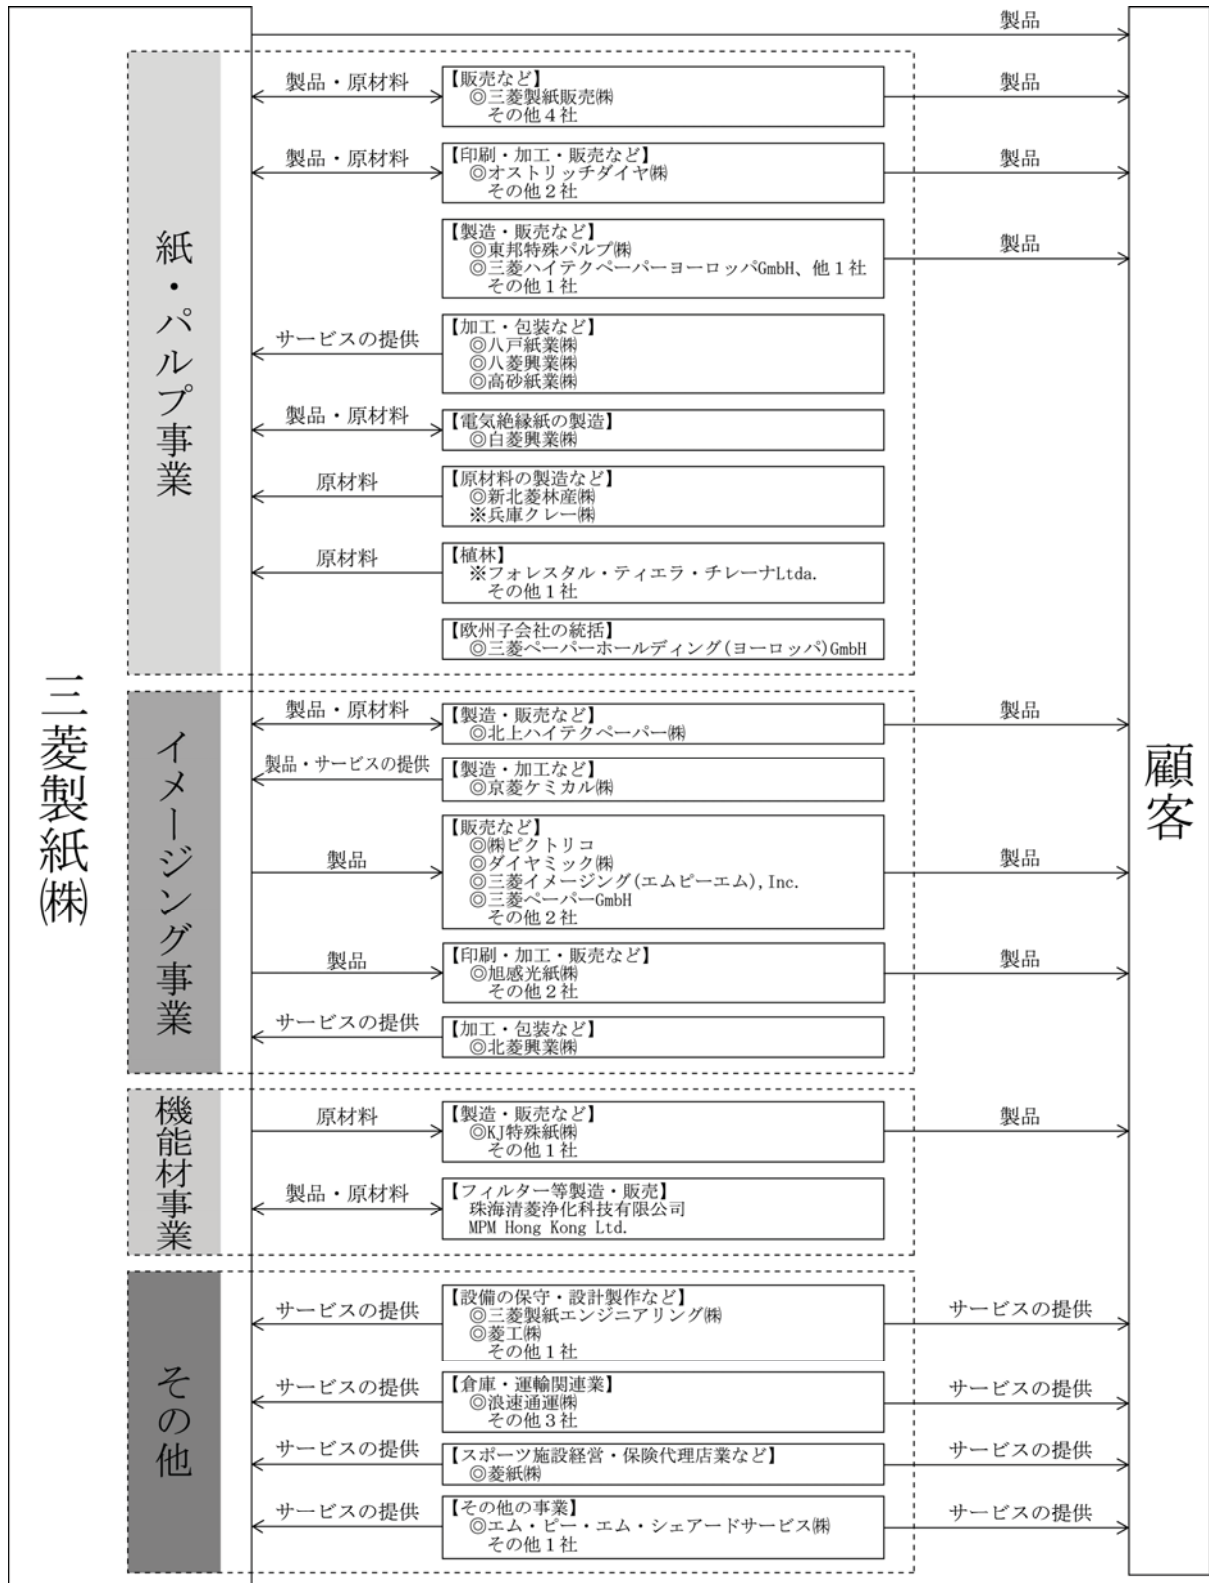 三菱製紙㈱
顧客
製品
紙・パルプ事業
製品・原材料
【販売など】
◎三菱製紙販売㈱
その他４社
製品
製品・原材料
【印刷・加工・販売など】
◎オストリッチダイヤ㈱
その他２社
製品
【製造・販売など】
◎東邦特殊パルプ㈱
◎三菱ハイテクペーパーヨーロッパGmbH、他１社
その他１社
製品
サービスの提供
【加工・包装など】
◎八戸紙業㈱
◎八菱興業㈱
◎高砂紙業㈱
製品・原材料
【電気絶縁紙の製造】
◎白菱興業㈱
原材料
【原材料の製造など】
◎新北菱林産㈱
※兵庫クレー㈱
原材料
【植林】
※フォレスタル・ティエラ・チレーナLtda.
その他１社
【欧州子会社の統括】
◎三菱ペーパーホールディング(ヨーロッパ)GmbH
イメージング事業
製品・原材料
【製造・販売など】
◎北上ハイテクペーパー㈱
製品
製品・サービスの提供
【製造・加工など】
◎京菱ケミカル㈱
製品
【販売など】
◎㈱ピクトリコ
◎ダイヤミック㈱
◎三菱イメージング(エムピーエム),Inc.
◎三菱ペーパーGmbH
その他２社
製品
製品
【印刷・加工・販売など】
◎旭感光紙㈱
その他２社
製品
サービスの提供
【加工・包装など】
◎北菱興業㈱
機能材事業
原材料
【製造・販売など】
◎KJ特殊紙㈱
その他１社
製品
製品・原材料
【フィルター等製造・販売】
珠海清菱浄化科技有限公司
MPM Hong Kong Ltd.
その他
サービスの提供
【設備の保守・設計製作など】
◎三菱製紙エンジニアリング㈱
◎菱工㈱
その他１社
サービスの提供
サービスの提供
【倉庫・運輸関連業】
◎浪速通運㈱
その他３社
サービスの提供
サービスの提供
【スポーツ施設経営・保険代理店業など】
◎菱紙㈱
サービスの提供
サービスの提供
【その他の事業】
◎エム・ピー・エム・シェアードサービス㈱
その他１社
サービスの提供